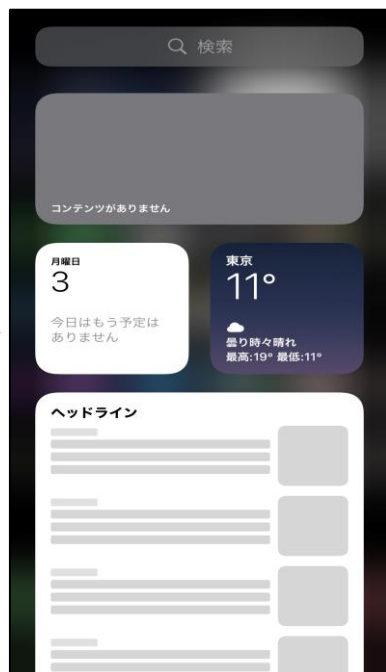 検索
コンテンツがありません
月曜日
3
今日はもう予定は
ありません
東京
11°
曇り時々晴れ
最高:19° 最低:11°
ヘッドライン